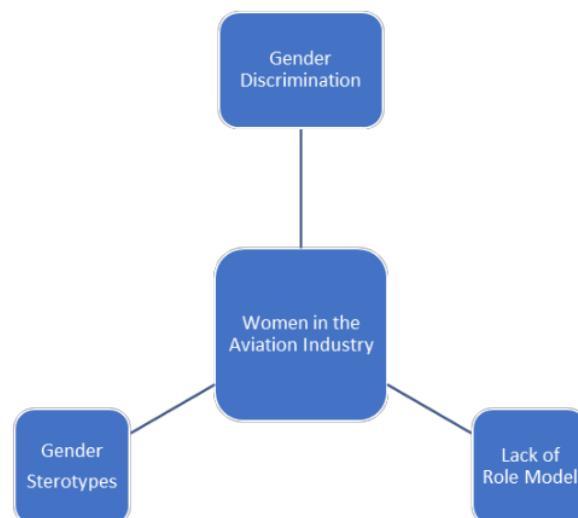 Gender
Discrimination
Women in the
Aviation Industry
Gender
Sterotypes
Lack of
Role Model